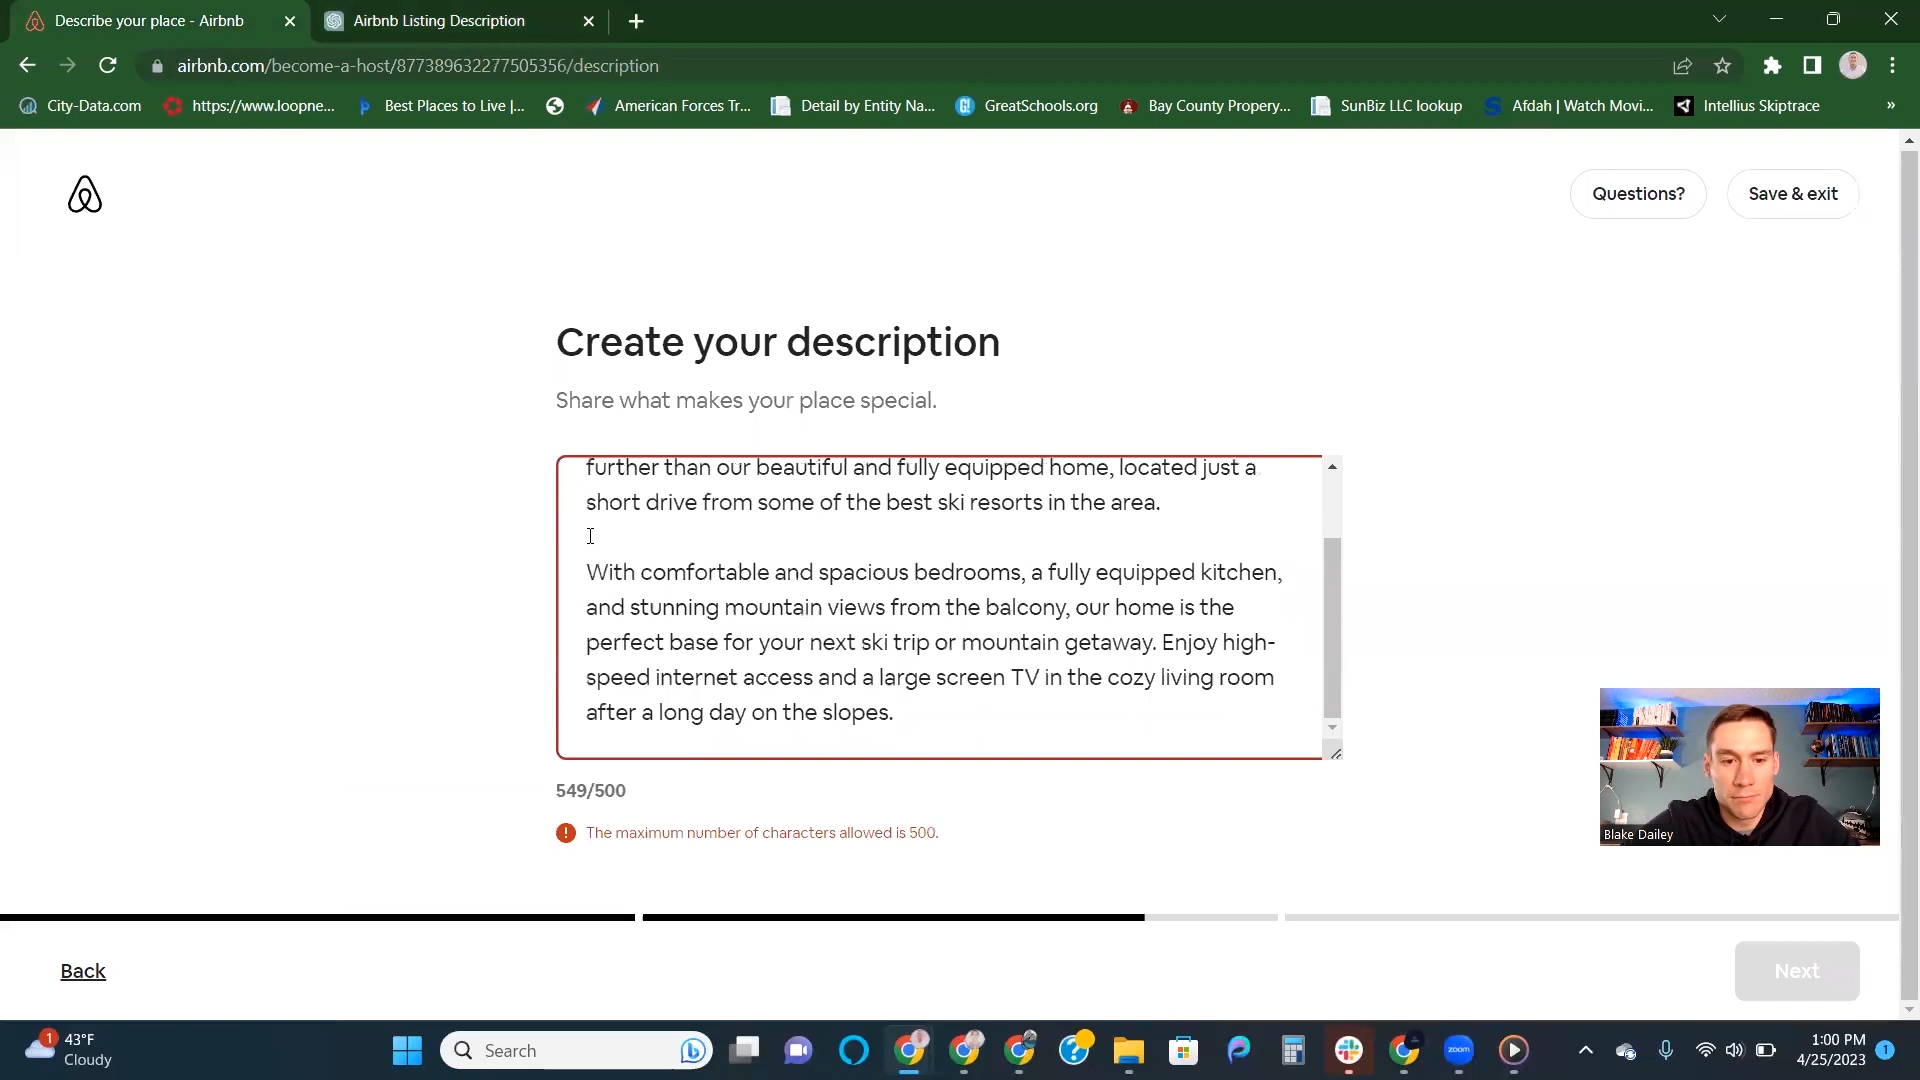 Describe your place - Airbnb
Airbnb Listing Description
airbnb.com/become-a-host/877389632277505356/description
City-Data.com
https://www.loopne...
Best Places to Live |...
American Forces Tr...
Detail by Entity Na...
GreatSchools.org
Bay County Propery...
SunBiz LLC lookup
Afdah | Watch Movi...
Intellius Skiptrace
»
Questions?
Save & exit
Create your description
Share what makes your place special.
further than our beautiful and fully equipped home, located just a
short drive from some of the best ski resorts in the area.
With comfortable and spacious bedrooms, a fully equipped kitchen,
and stunning mountain views from the balcony, our home is the
perfect base for your next ski trip or mountain getaway. Enjoy high-
speed internet access and a large screen TV in the cozy living room
after a long day on the slopes.
549/500
The maximum number of characters allowed is 500.
Blake Dailey
Back
Next
1
43°F
Cloudy
Search
zoom
1:00 PM
4/25/2023
1